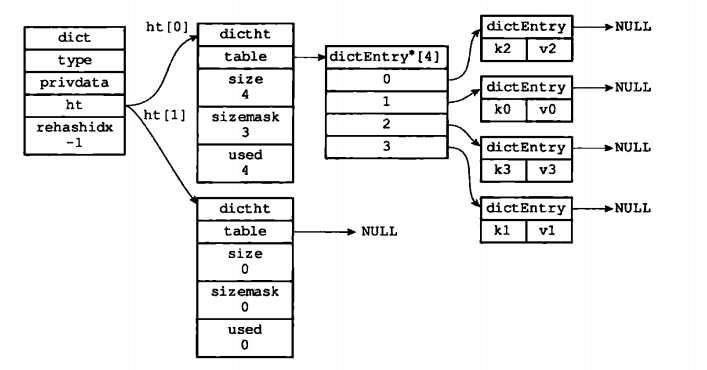 dict
type
privdata
ht
rehashidx
-1
ht[0]
ht[1]
dictht
table
size
4
sizemask
3
used
4
dictht
table
size
0
sizemask
0
used
0
NULL
dictEntry*[4]
0
1
2
3
dictEntry
k2 v2
NULL
dictEntry
k0 v0
NULL
dictEntry
k3 v3
NULL
dictEntry
k1 v1
NULL